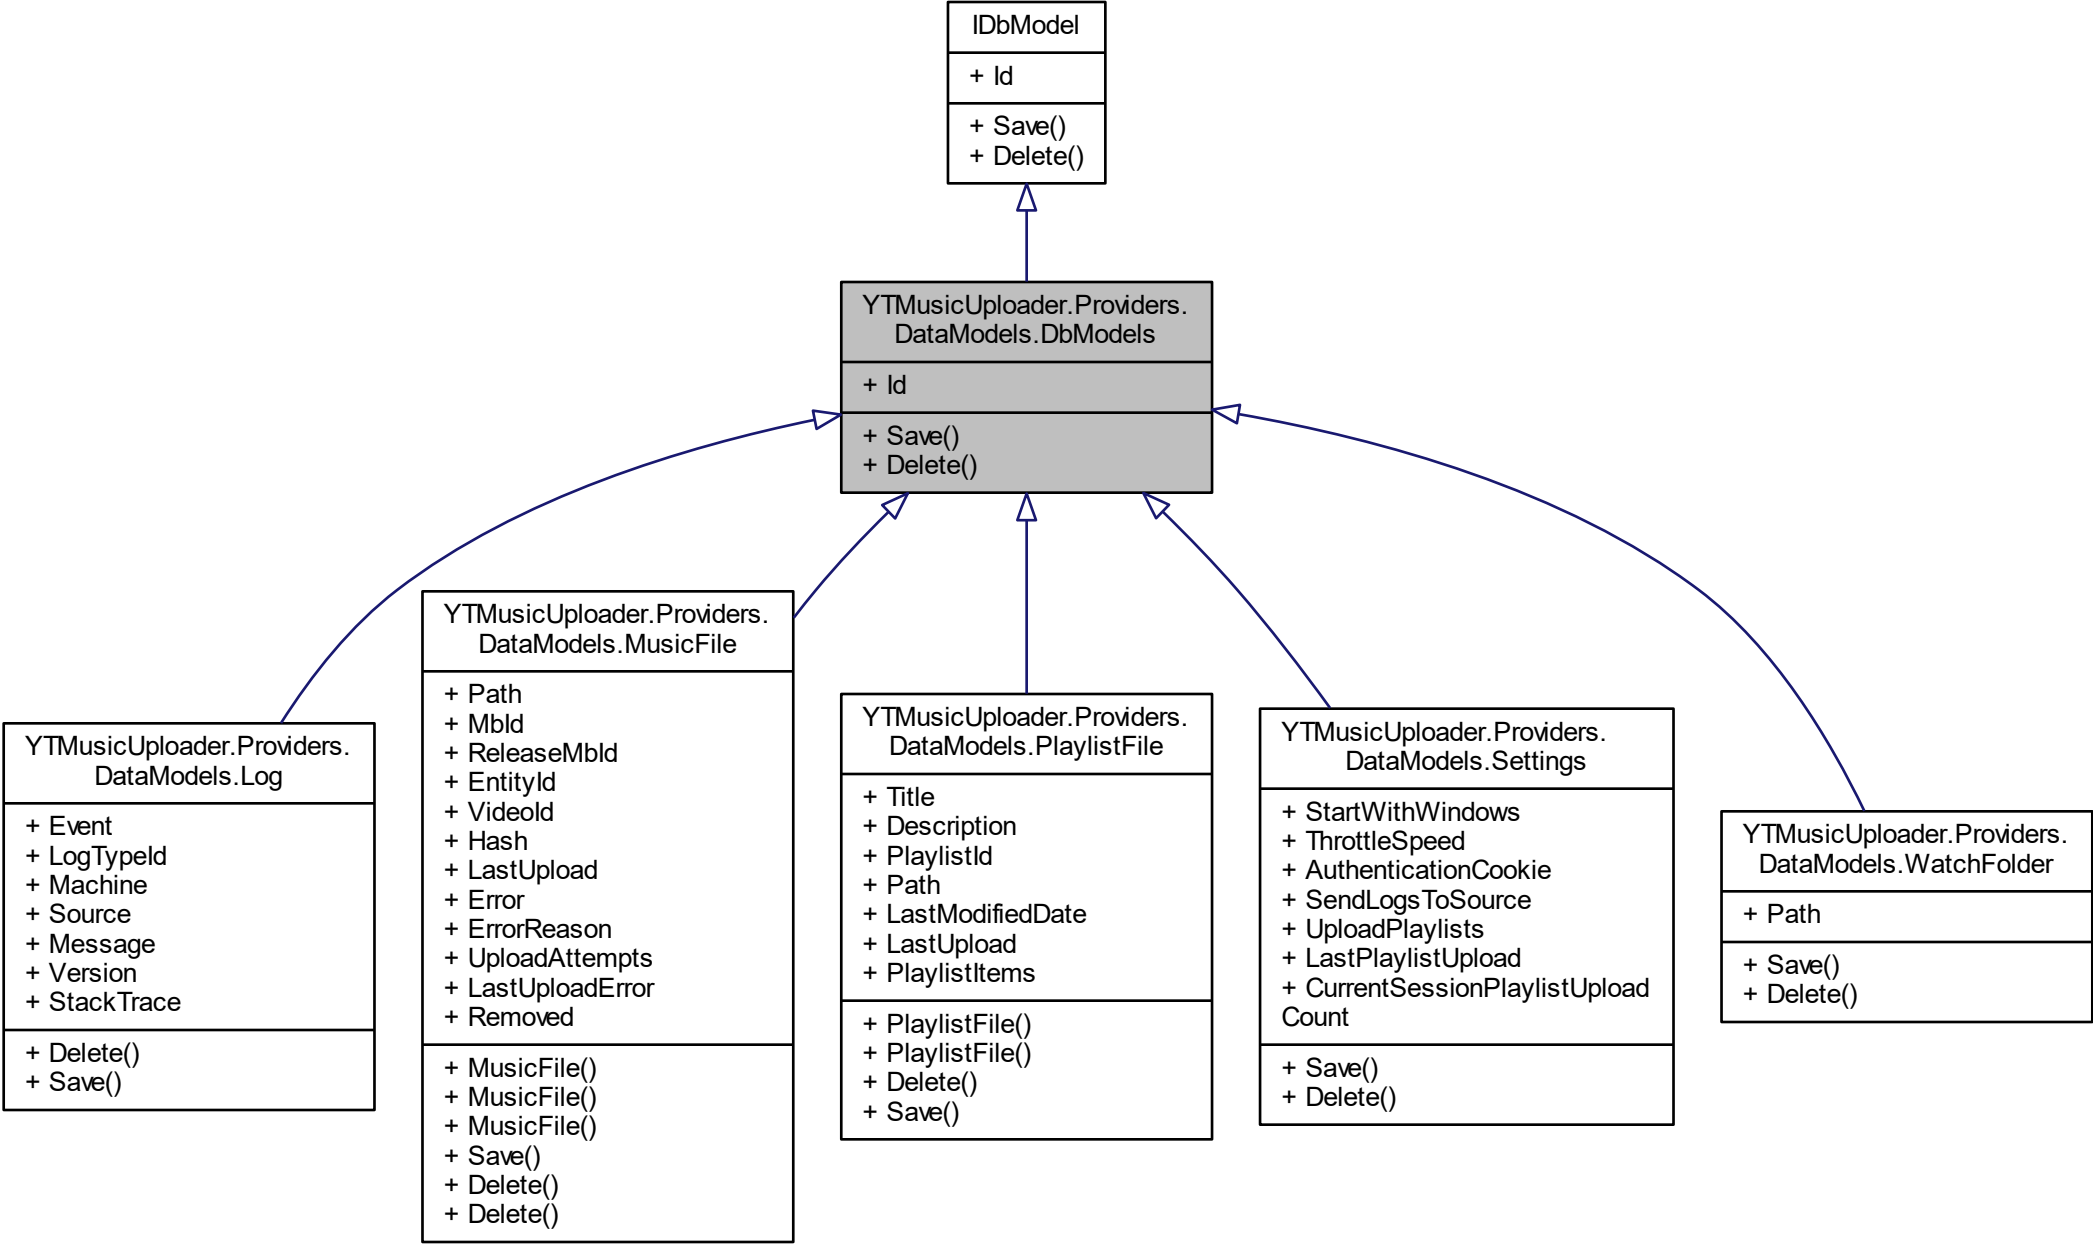 IDbModel
+ Id
+ Save()
+ Delete()
YTMusicUploader.Providers.
DataModels.DbModels
+ Id
+ Save()
+ Delete()
YTMusicUploader.Providers.
DataModels.Log
+ Event
+ LogTypeId
+ Machine
+ Source
+ Message
+ Version
+ StackTrace
+ Delete()
+ Save()
YTMusicUploader.Providers.
DataModels.MusicFile
+ Path
+ MbId
+ ReleaseMbId
+ EntityId
+ VideoId
+ Hash
+ LastUpload
+ Error
+ ErrorReason
+ UploadAttempts
+ LastUploadError
+ Removed
+ MusicFile()
+ MusicFile()
+ MusicFile()
+ Save()
+ Delete()
+ Delete()
YTMusicUploader.Providers.
DataModels.PlaylistFile
+ Title
+ Description
+ PlaylistId
+ Path
+ LastModifiedDate
+ LastUpload
+ PlaylistItems
+ PlaylistFile()
+ PlaylistFile()
+ Delete()
+ Save()
YTMusicUploader.Providers.
DataModels.Settings
+ StartWithWindows
+ ThrottleSpeed
+ AuthenticationCookie
+ SendLogsToSource
+ UploadPlaylists
+ LastPlaylistUpload
+ CurrentSessionPlaylistUpload
Count
+ Save()
+ Delete()
YTMusicUploader.Providers.
DataModels.WatchFolder
+ Path
+ Save()
+ Delete()